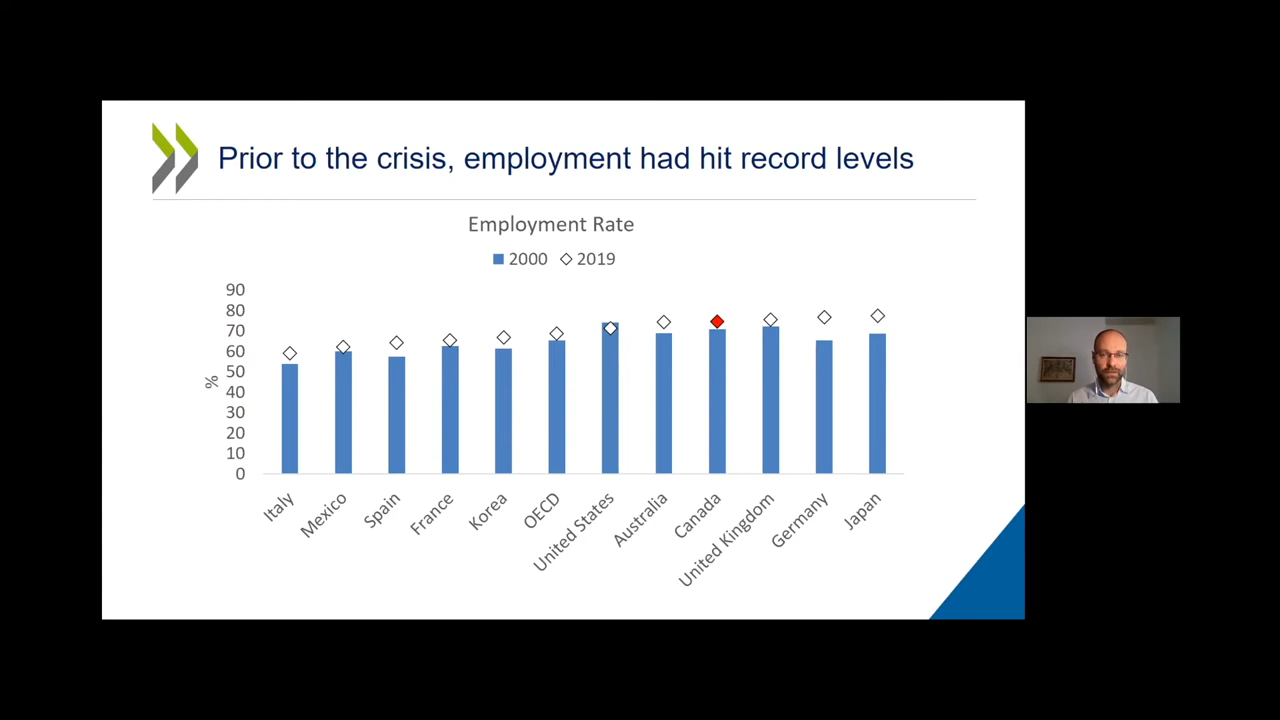 Prior to the crisis, employment had hit record levels
Employment Rate
2000 2019
90
80
70
60
50
40
30
20
10
0
%
Italy
Mexico
Spain
France
Korea
OECD
United States
Australia
Canada
United Kingdom
Germany
Japan